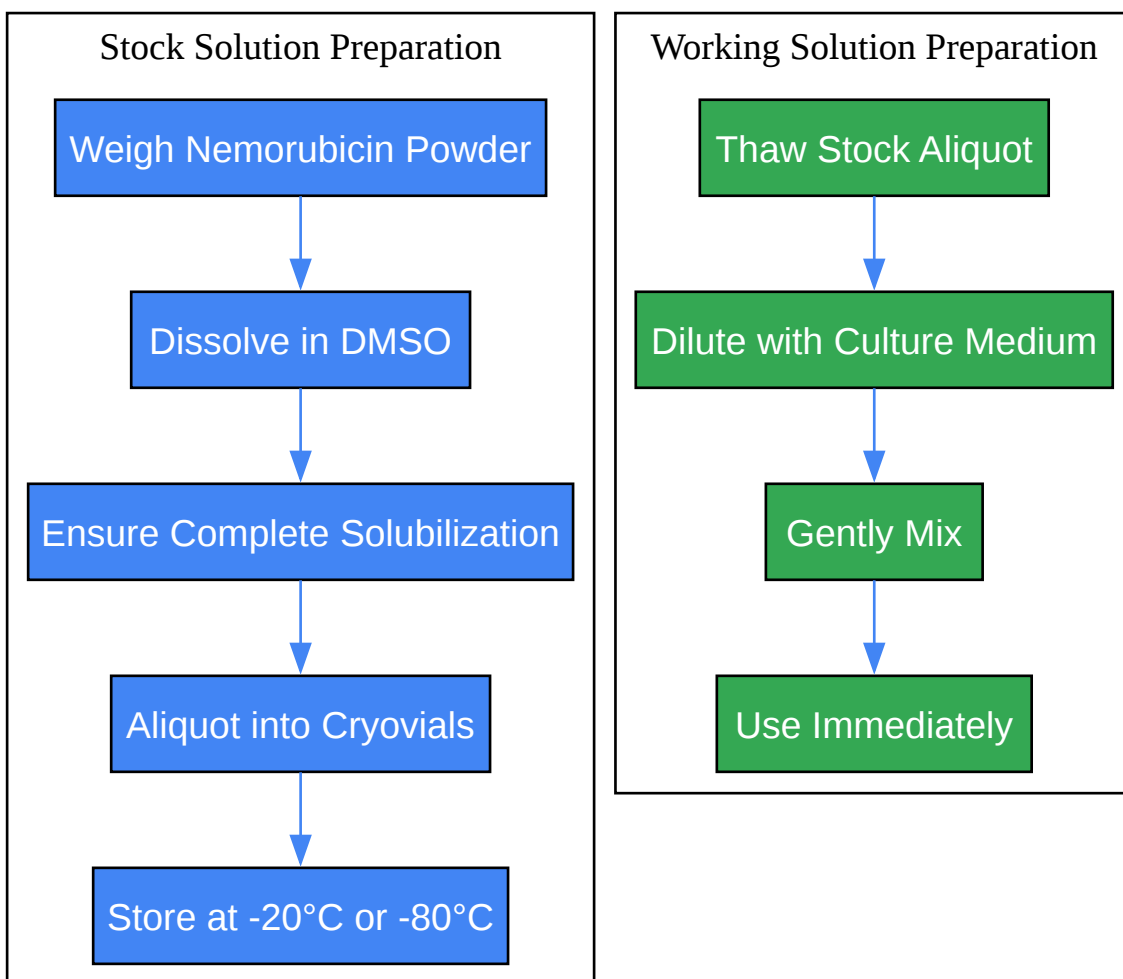 Stock Solution Preparation
Weigh Nemorubicin Powder
Dissolve in DMSO
Ensure Complete Solubilization
Aliquot into Cryovials
Store at -20°C or -80°C
Working Solution Preparation
Thaw Stock Aliquot
Dilute with Culture Medium
Gently Mix
Use Immediately